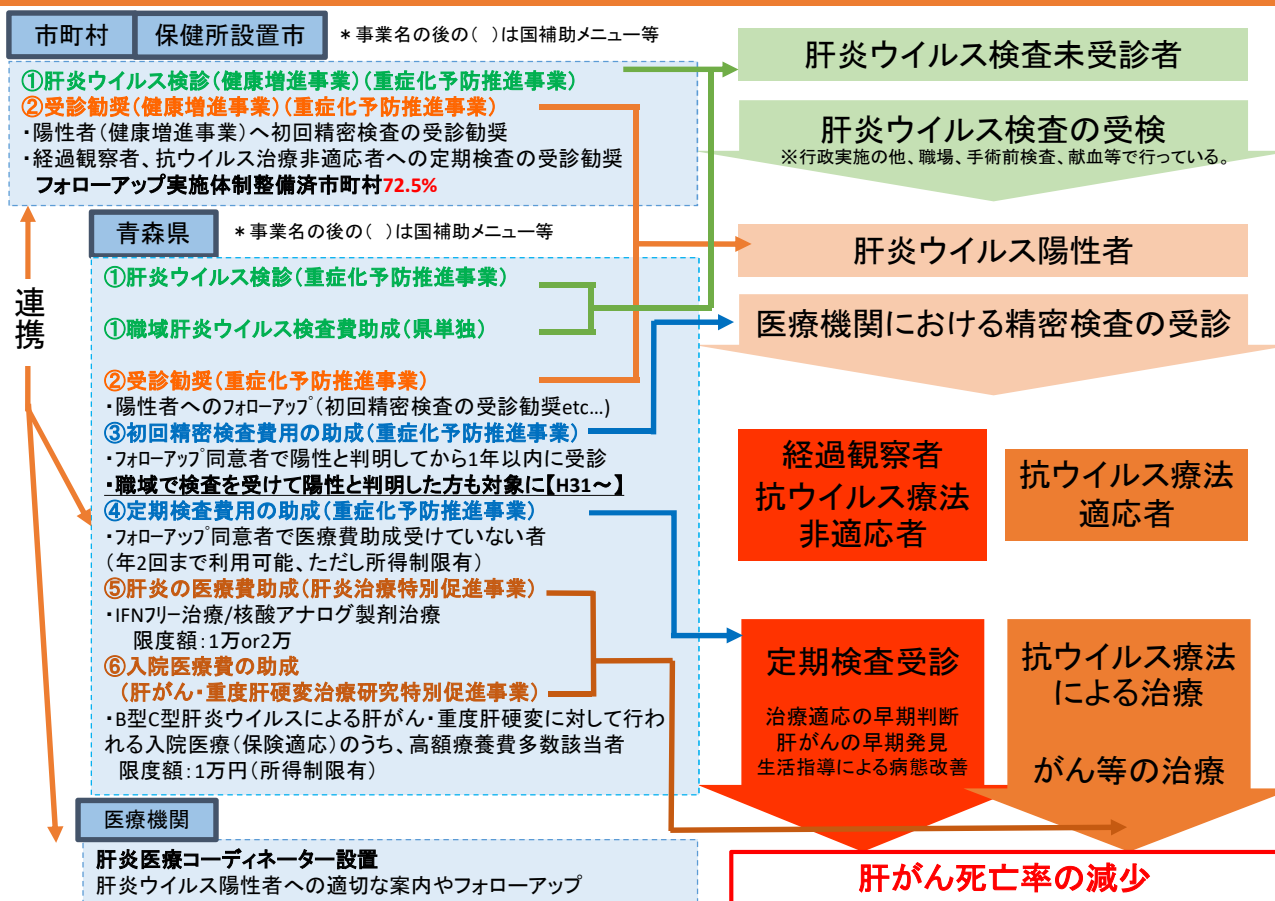 市町村
保健所設置市
＊事業名の後の( )は国補助メニュー等
①肝炎ウイルス検診(健康増進事業)(重症化予防推進事業)
②受診勧奨(健康増進事業)(重症化予防推進事業)
・陽性者(健康増進事業)へ初回精密検査の受診勧奨
・経過観察者、抗ウイルス治療非適応者への定期検査の受診勧奨
フォローアップ実施体制整備済市町村72.5%
連携
青森県
＊事業名の後の( )は国補助メニュー等
①肝炎ウイルス検診(重症化予防推進事業)
①職域肝炎ウイルス検査費助成(県単独)
②受診勧奨(重症化予防推進事業)
・陽性者へのフォローアップ(初回精密検査の受診勧奨etc…)
③初回精密検査費用の助成(重症化予防推進事業)
・フォローアップ同意者で陽性と判明してから1年以内に受診
・職域で検査を受けて陽性と判明した方も対象に【H31～】
④定期検査費用の助成(重症化予防推進事業)
・フォローアップ同意者で医療費助成受けていない者
(年2回まで利用可能、ただし所得制限有)
⑤肝炎の医療費助成(肝炎治療特別促進事業)
・IFNフリー治療/核酸アナログ製剤治療
限度額：1万or2万
⑥入院医療費の助成
(肝がん・重度肝硬変治療研究特別促進事業)
・B型C型肝炎ウイルスによる肝がん・重度肝硬変に対して行わ
れる入院医療(保険適応)のうち、高額療養費多数該当者
限度額：1万円(所得制限有)
医療機関
肝炎医療コーディネーター設置
肝炎ウイルス陽性者への適切な案内やフォローアップ
肝炎ウイルス検査未受診者
肝炎ウイルス検査の受検
※行政実施の他、職場、手術前検査、献血等で行っている。
肝炎ウイルス陽性者
医療機関における精密検査の受診
経過観察者
抗ウイルス療法
非適応者
抗ウイルス療法
適応者
定期検査受診
治療適応の早期判断
肝がんの早期発見
生活指導による病態改善
抗ウイルス療法
による治療
がん等の治療
肝がん死亡率の減少